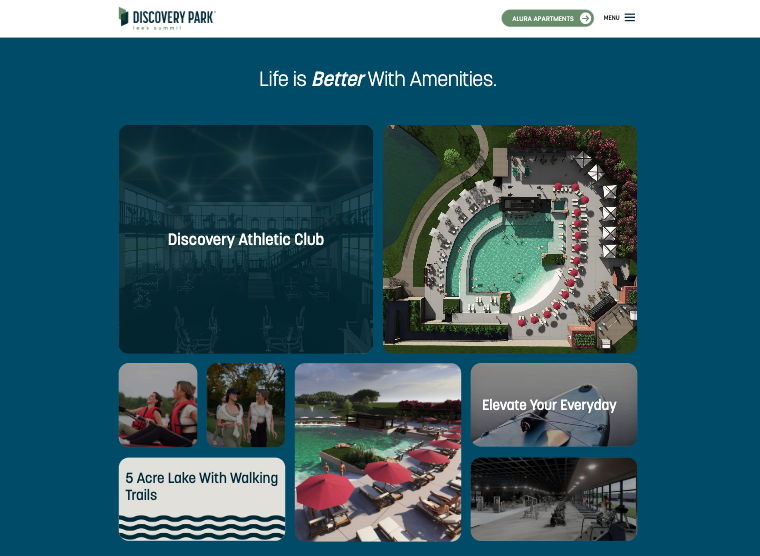 DISCOVERY PARK
lees summit
ALURA APARTMENTS
MENU
Life is Better With Amenities.
Discovery Athletic Club
Elevate Your Everyday
5 Acre Lake With Walking
Trails